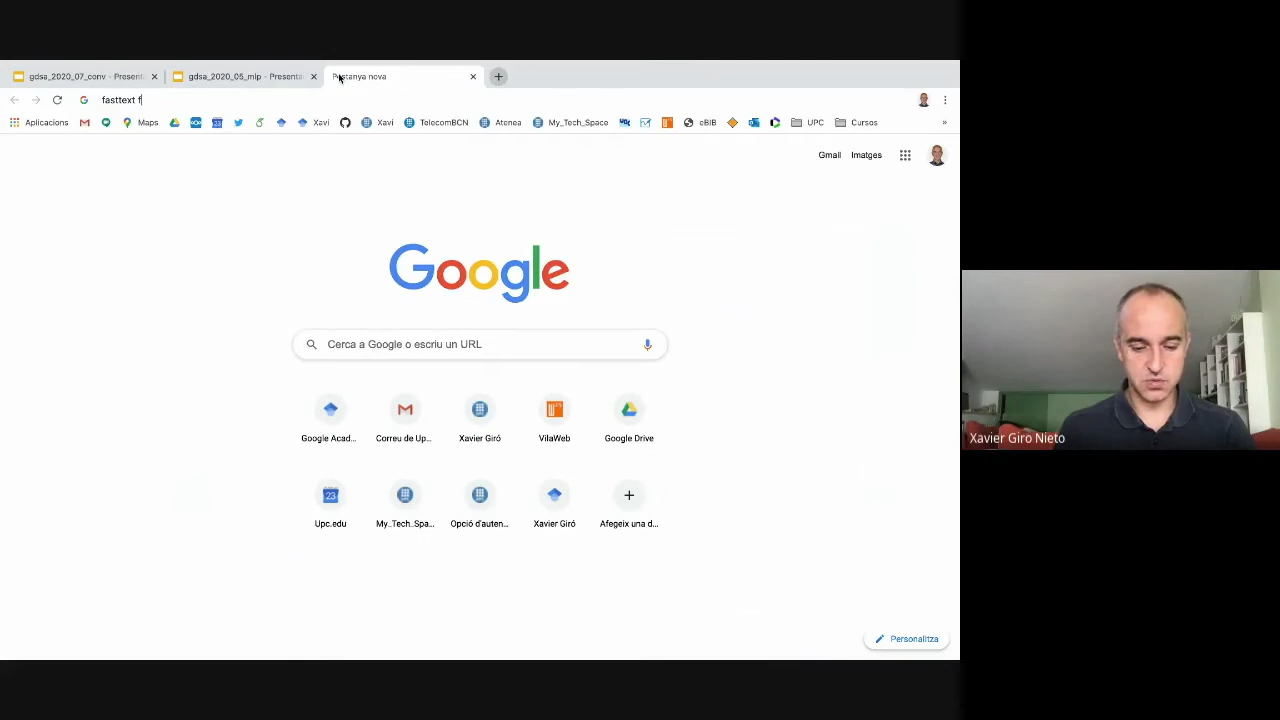 gdsa_2020_07_conv - Present
gdsa_2020_05_mlp - Presenta
Pestanya nova
fasttext f
Aplicacions
Maps
Xavi
Xavi
TelecomBCN
Atenea
My_Tech_Space
eBIB
UPC
Cursos
»
Gmail
Imatges
Google
Cerca a Google o escriu un URL
Google Acad...
Correu de Up...
Xavier Giró
VilaWeb
Google Drive
23
Upc.edu
My_Tech_Spa...
Opció d'auten...
Xavier Giró
Afegeix una d...
Personalitza
Xavier Giro Nieto